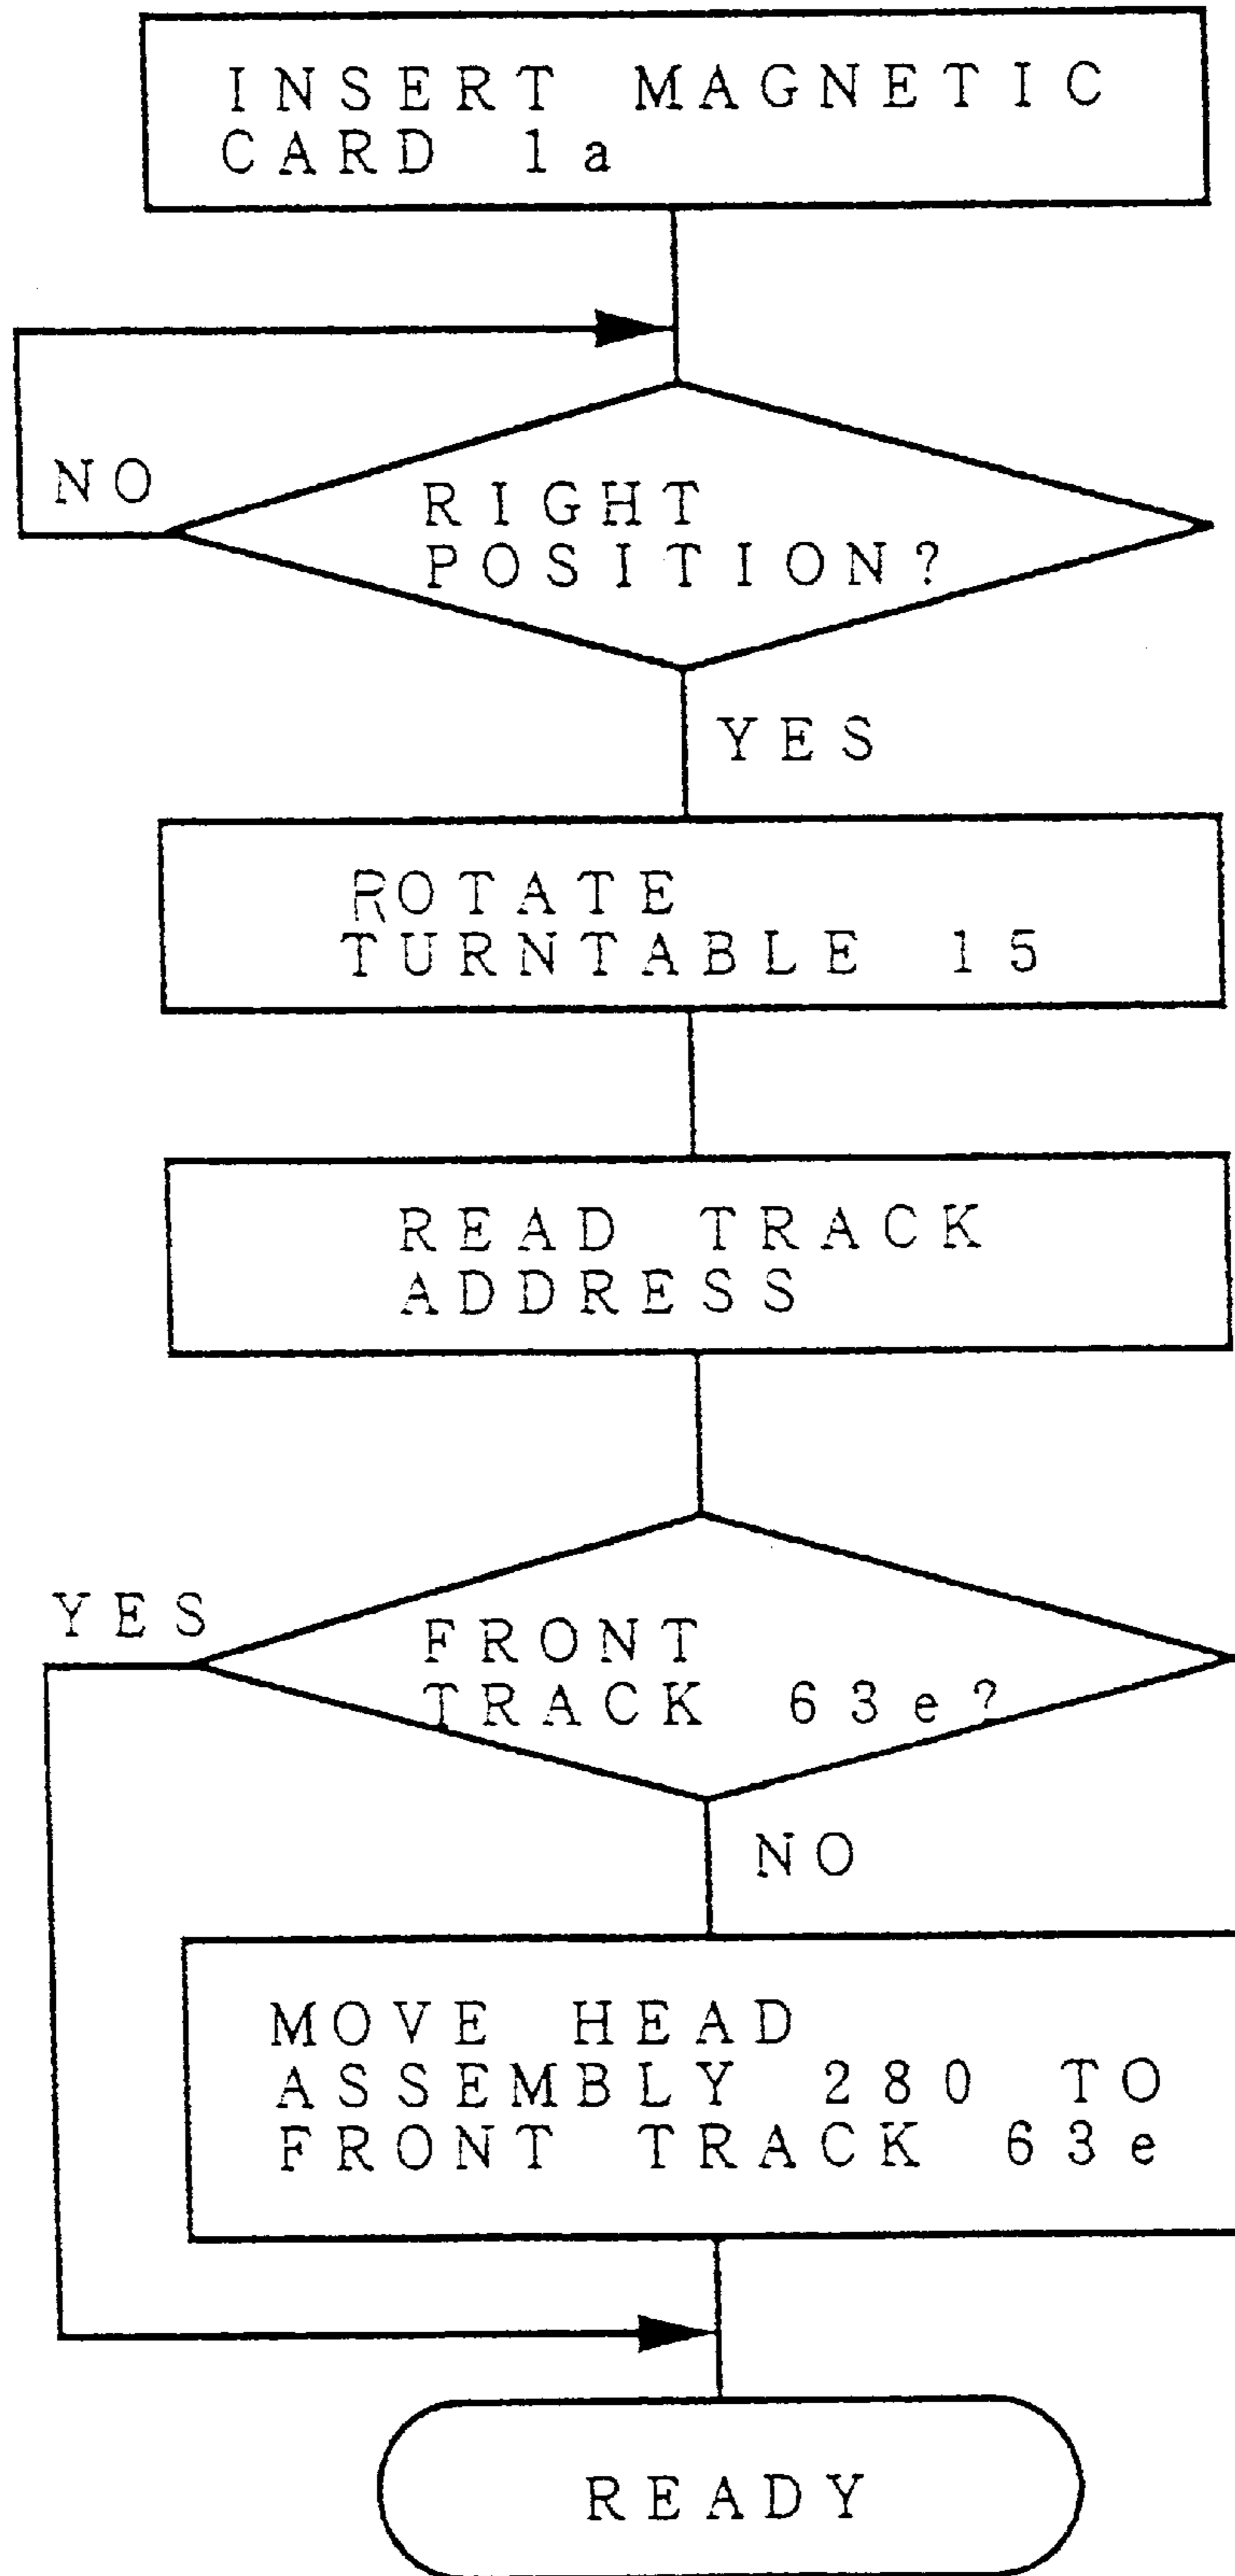 INSERT MAGNETIC
CARD 1a
NO
RIGHT
POSITION?
YES
ROTATE
TURNTABLE 15
READ TRACK
ADDRESS
YES
FRONT
TRACK 63e?
NO
MOVE HEAD
ASSEMBLY 280 TO
FRONT TRACK 63e
READY